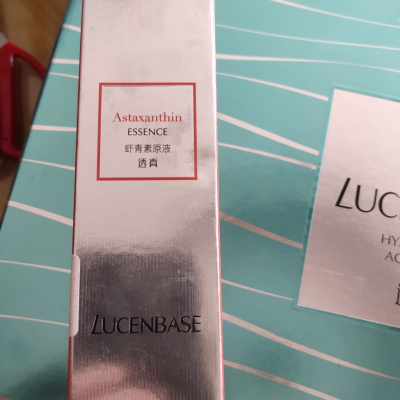 Astaxanthin
ESSENCE
虾青素原液
透真
LUCENBASE
LUCEN
HY
AC